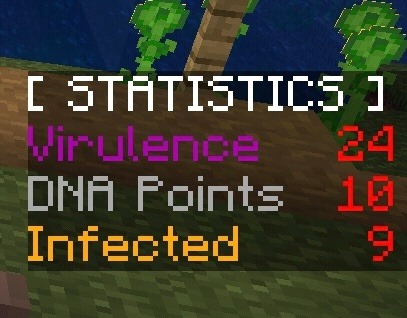 [ STATISTICS ]
Virulence 24
DNA Points 10
Infected 9